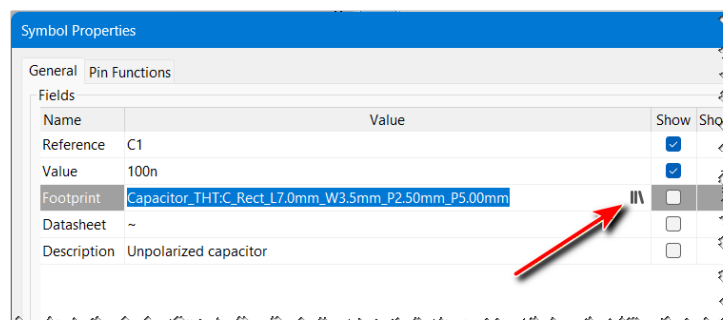 Symbol Properties
General Pin Functions
Fields
Name Value Show Sho
Reference C1
Value 100n
Footprint Capacitor_THT:C_Rect_L7.0mm_W3.5mm_P2.50mm_P5.00mm
Datasheet ~
Description Unpolarized capacitor